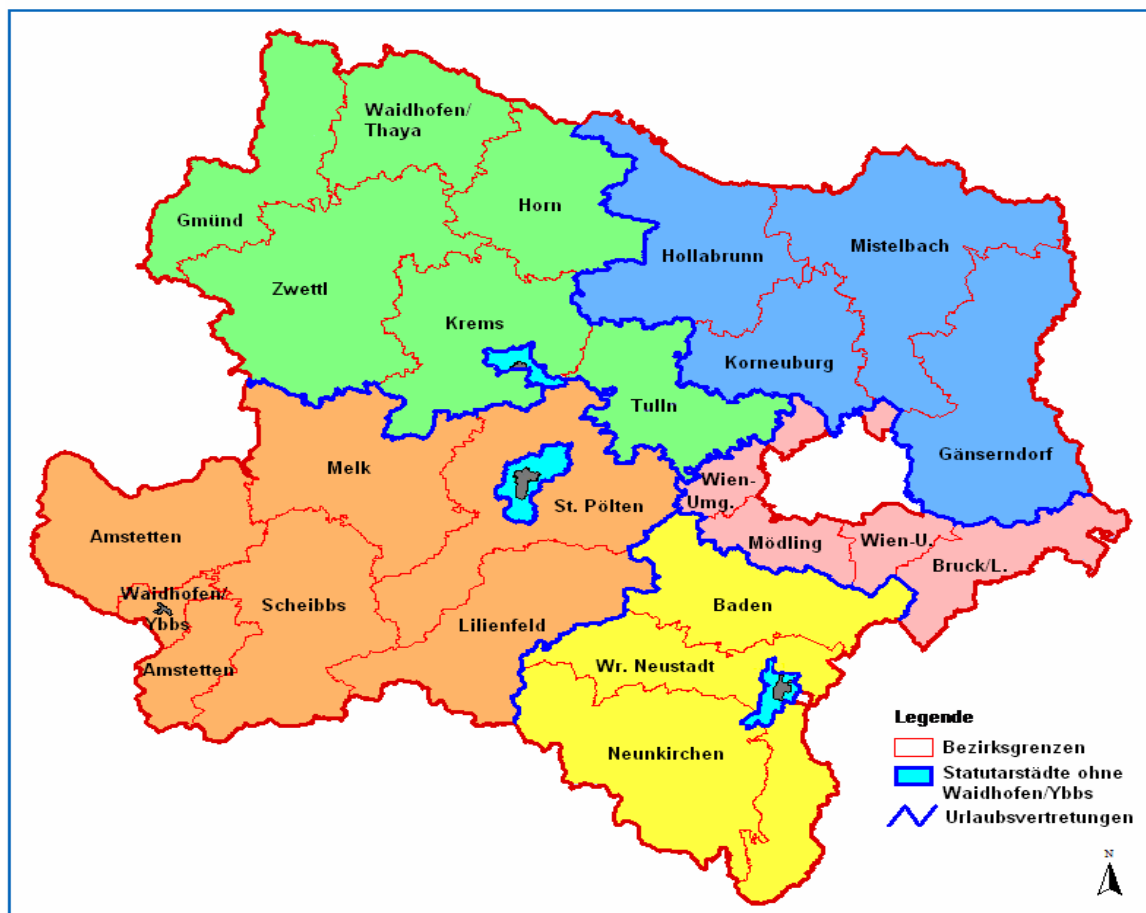 Waidhofen/
Thaya
Gmünd
Horn
Hollabrunn
Mistelbach
Zwettl
Krems
Korneuburg
Tulln
Melk
Gänserndorf
Wien-
Umg.
St. Pölten
Amstetten
Mödling
Wien-U.
Bruck/L.
Waidhofen/
Ybbs
Scheibbs
Baden
Lilienfeld
Amstetten
Wr. Neustadt
Neunkirchen
Legende
Bezirksgrenzen
Statutarstädte ohne
Waidhofen/Ybbs
Urlaubsvertretungen
N